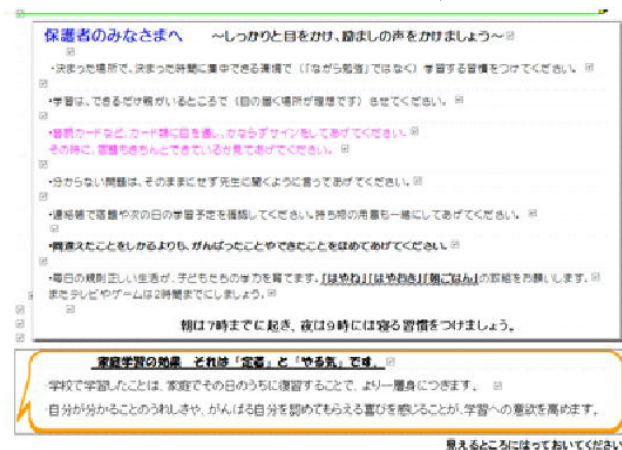 保護者のみなさまへ　～しっかりと目をかけ、励ましの声をかけましょう～
・決まった場所で、決まった時間に集中できる環境で（「ながら勉強」ではなく）学習する習慣をつけてください。
・学習は、できるだけ親がいるところで（目の届く場所が理想です）させてください。
・音読カードなど、カード類に目を通し、かならずサインをしてあげてください。
その時に、宿題もきちんとできているか見てあげてください。
・分からない問題は、そのままにせず先生に聞くように言ってあげてください。
・連絡帳で宿題や次の日の学習予定を確認してください。持ち物の用意も一緒にしてあげてください。
・間違えたことをしかるよりも、がんばったことやできたことをほめてあげてください。
・毎日の規則正しい生活が、子どもたちの学力を育てます。「はやね」「はやおき」「朝ごはん」の取組をお願いします。
またテレビやゲームは2時間までにしましょう。
朝は7時までに起き、夜は9時には寝る習慣をつけましょう。
家庭学習の効果　それは「定着」と「やる気」です。
・学校で学習したことは、家庭でその日のうちに復習することで、より一層身につきます。
・自分が分かることのうれしさや、がんばる自分を認めてもらえる喜びを感じることが、学習への意欲を高めます。
見えるところにはっておいてください